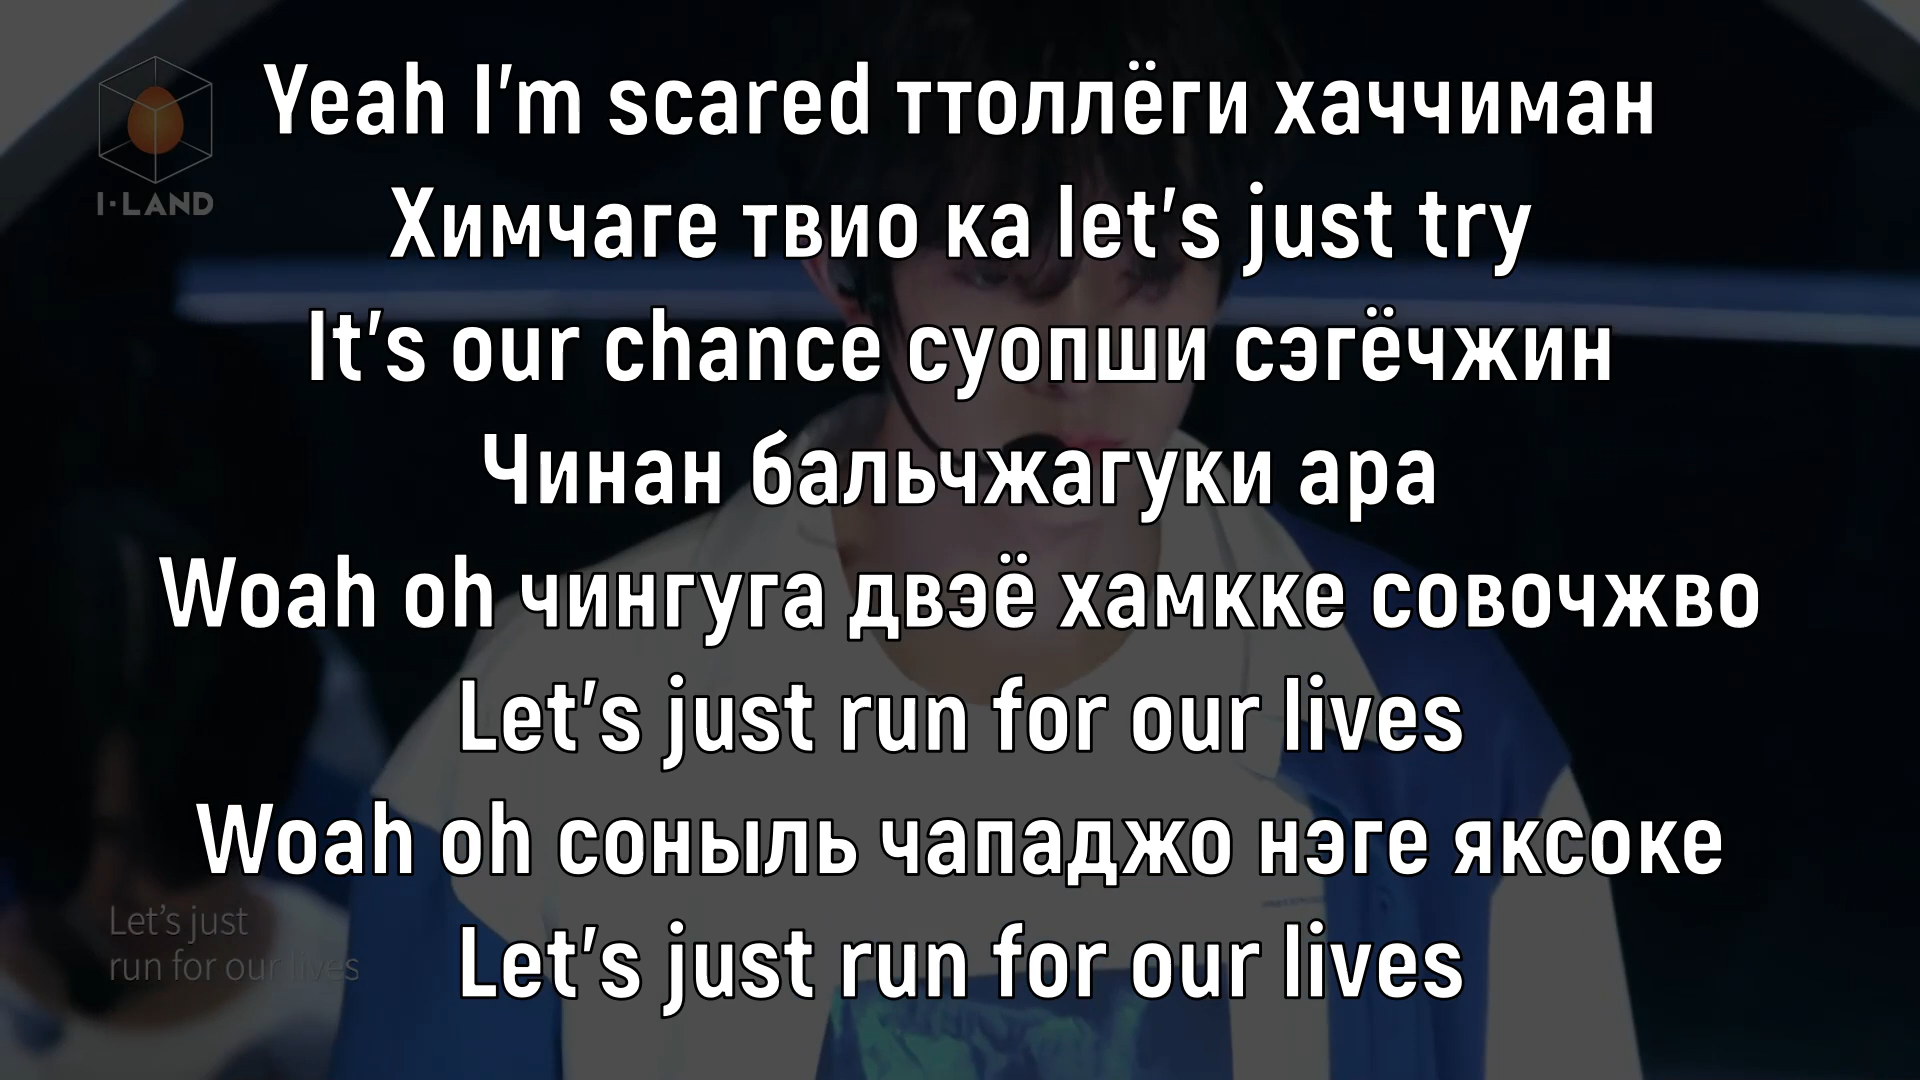 Yeah I'm scared ттоллёги хаччиман
I·LAND
Химчаге твио ка let's just try
It's our chance суопши сэгёчжин
Чинан бальчжагуки ара
Woah oh чингуга двэё хамкке совочжво
Let's just run for our lives
Woah oh соныль чападжо нэге яксоке
Let's just
run for our lives
Let's just run for our lives